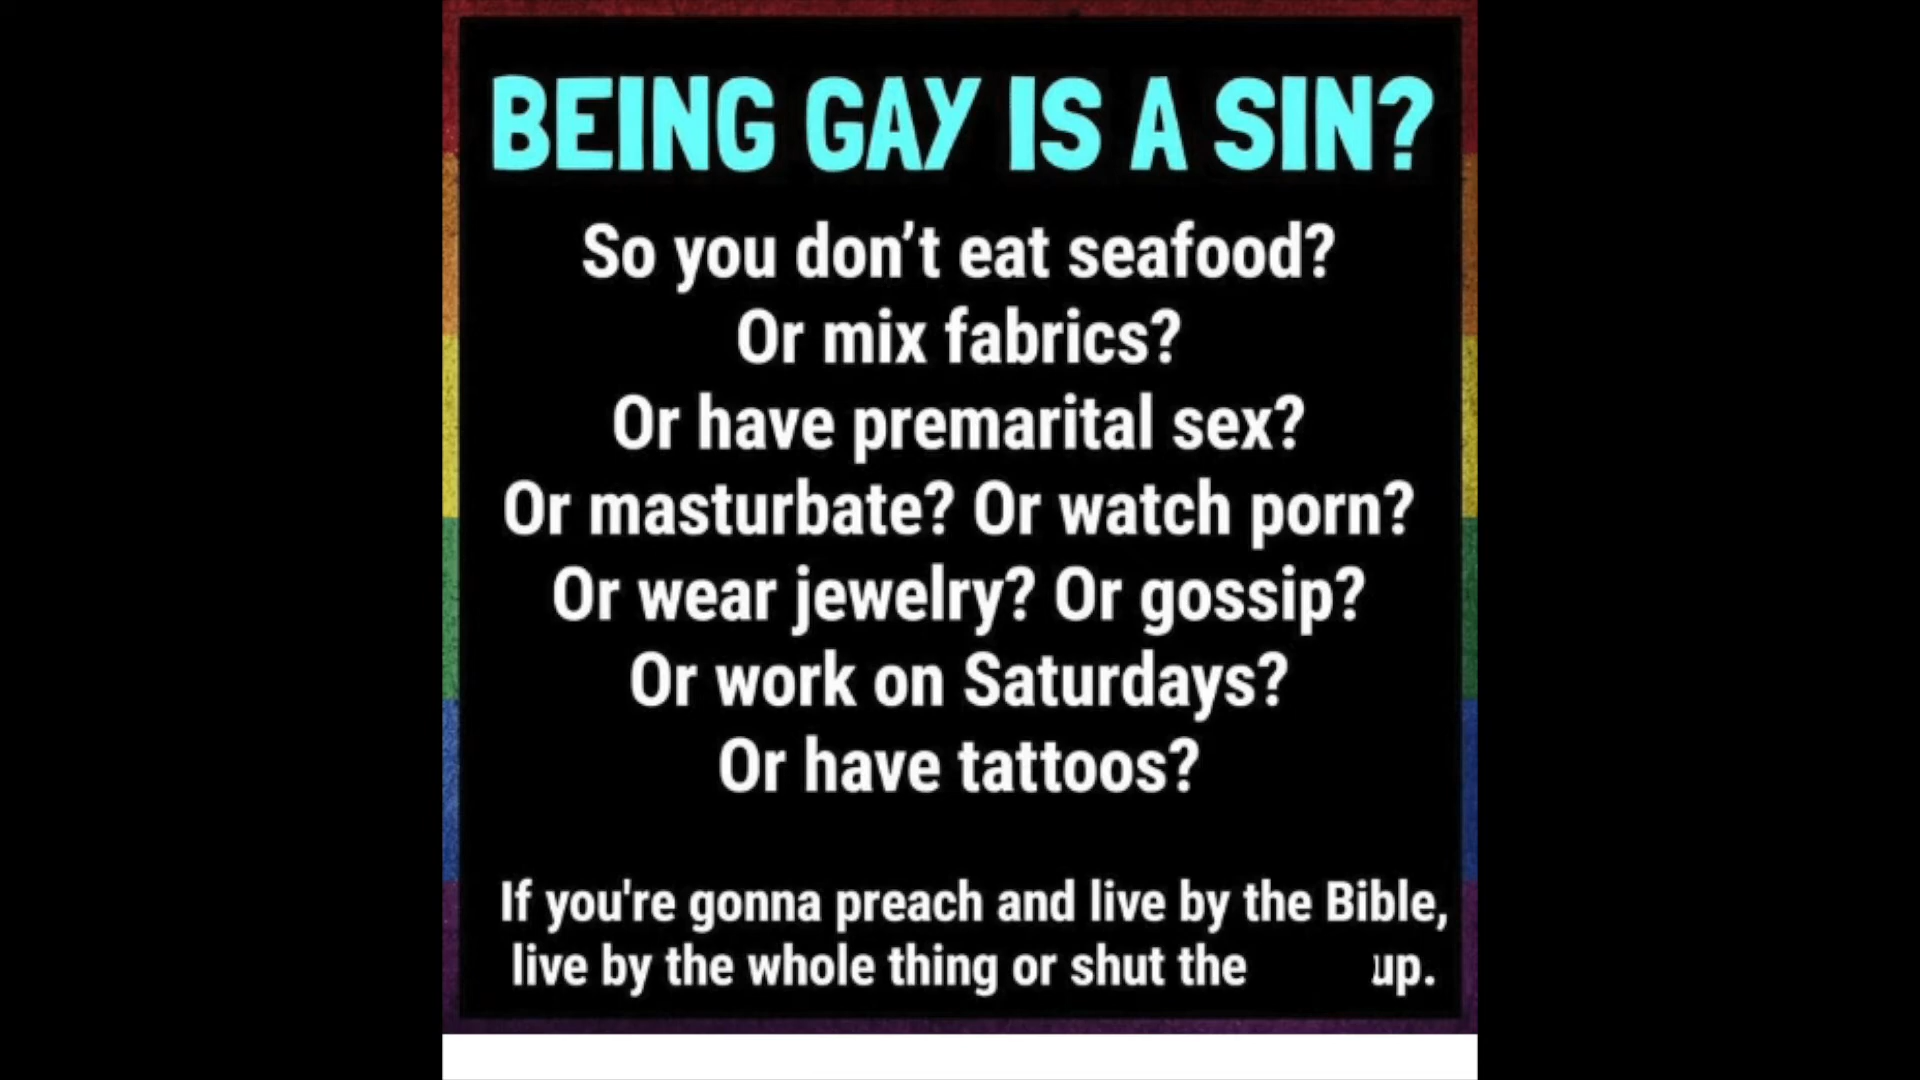 BEING GAY IS A SIN?
So you don’t eat seafood?
Or mix fabrics?
Or have premarital sex?
Or masturbate? Or watch porn?
Or wear jewelry? Or gossip?
Or work on Saturdays?
Or have tattoos?
If you're gonna preach and live by the Bible,
live by the whole thing or shut the up.